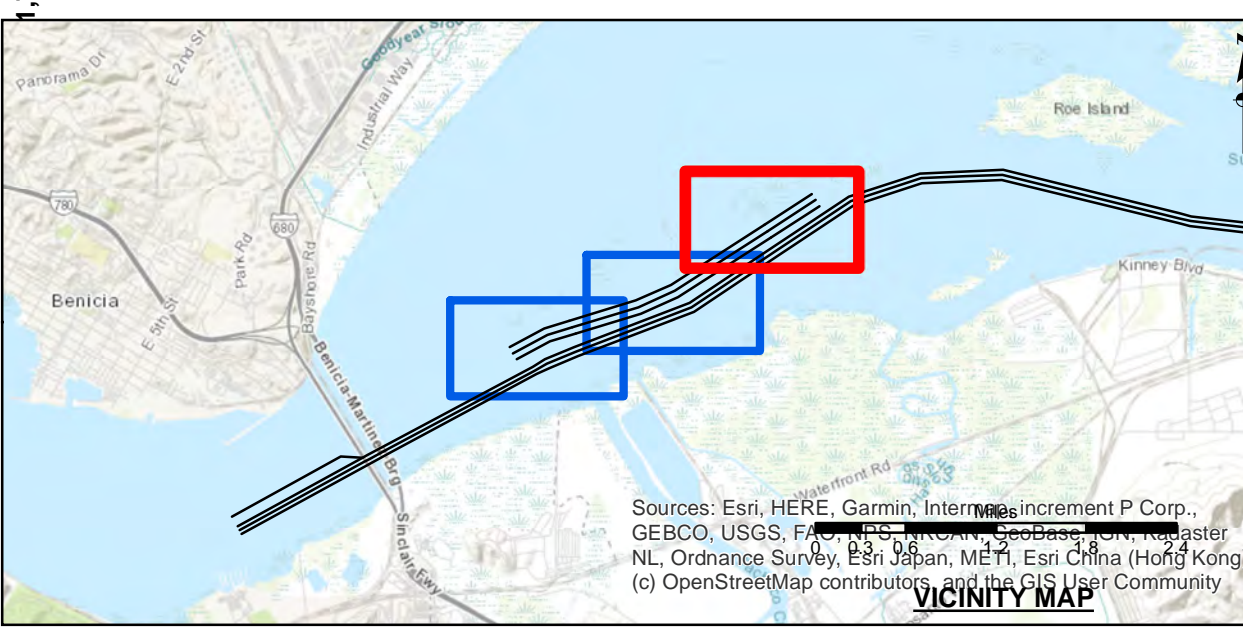 Panorama Dr
E 2nd St
Goodyear Slo
Industrial Way
Roe Island
Su
780
680
Park Rd
Bayshore Rd
Benicia
E 5th St
Kinney Blvd
Benicia-Martinez Brg
Waterfront Rd
Sinclair Fwy
Sources: Esri, HERE, Garmin, Intermap, increment P Corp.,
GEBCO, USGS, FAO, NPS, NRCAN, GeoBase, IGN, Kadaster
NL, Ordnance Survey, Esri Japan, METI, Esri China (Hong Kong
(c) OpenStreetMap contributors, and the GIS User Community
Miles
0 0.3 0.6 1.2 1.8 2.4
VICINITY MAP